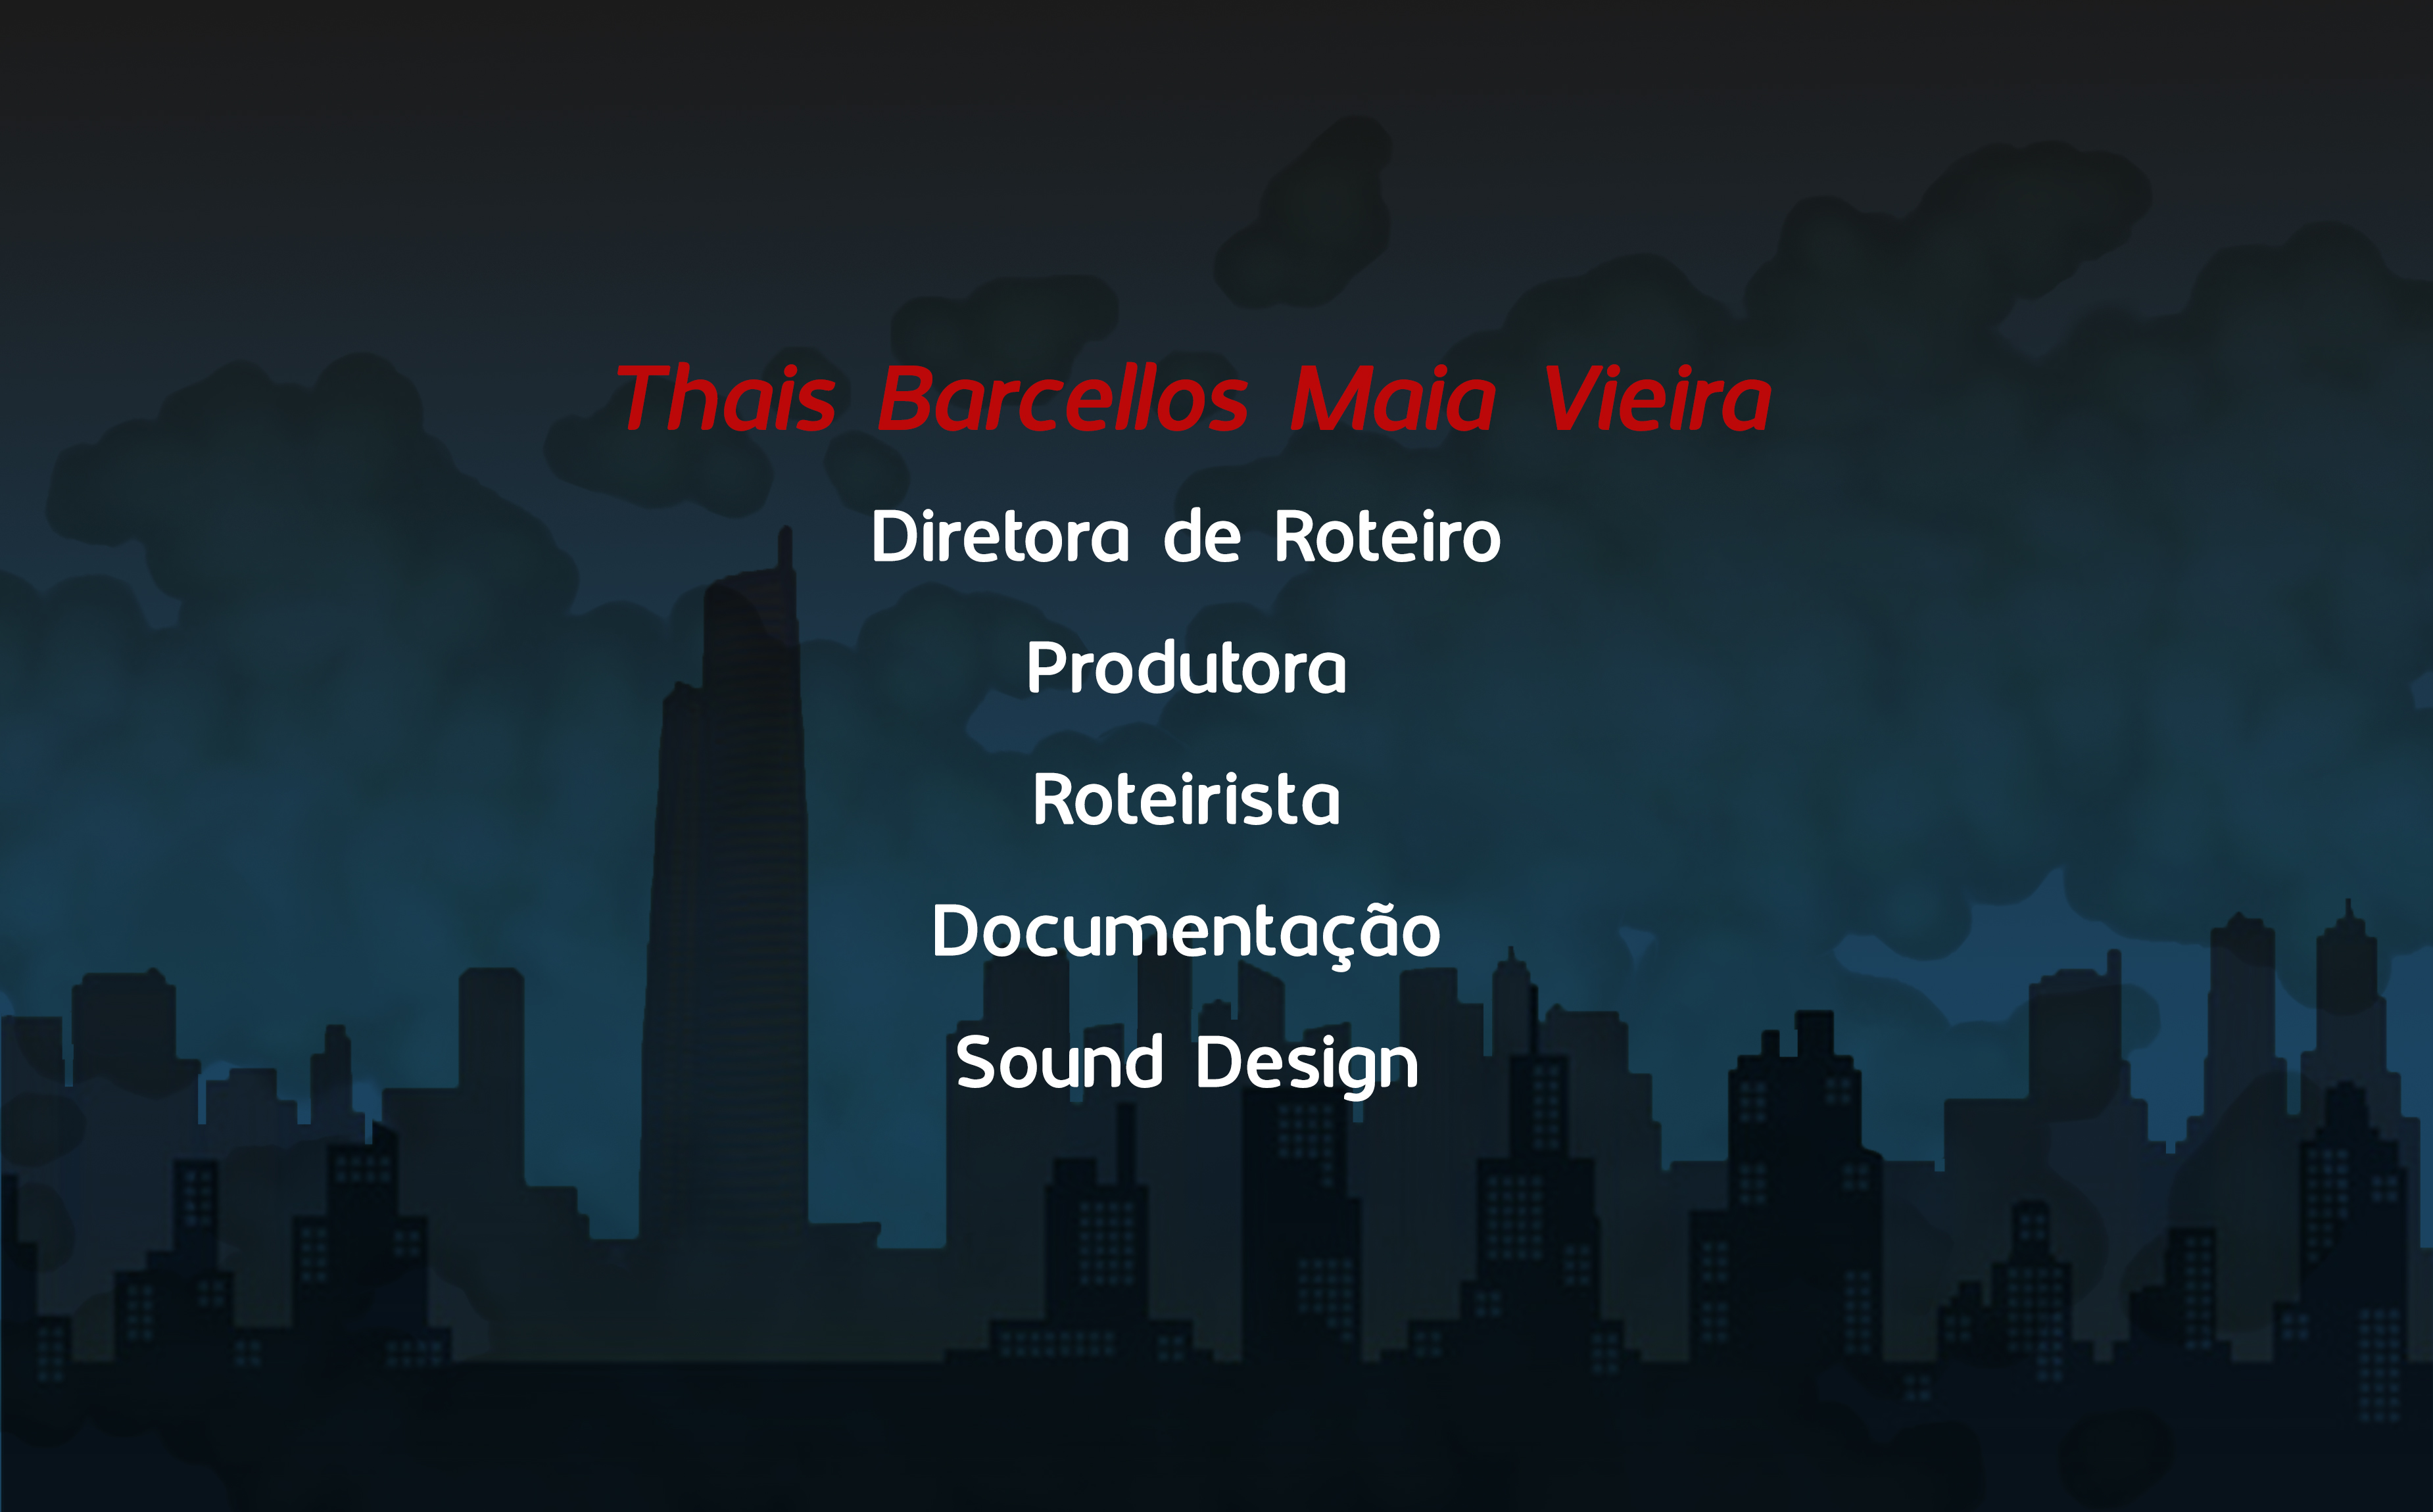 Thais Barcellos Maia Vieira
Diretora de Roteiro
Produtora
Roteirista
Documentação
Sound Design